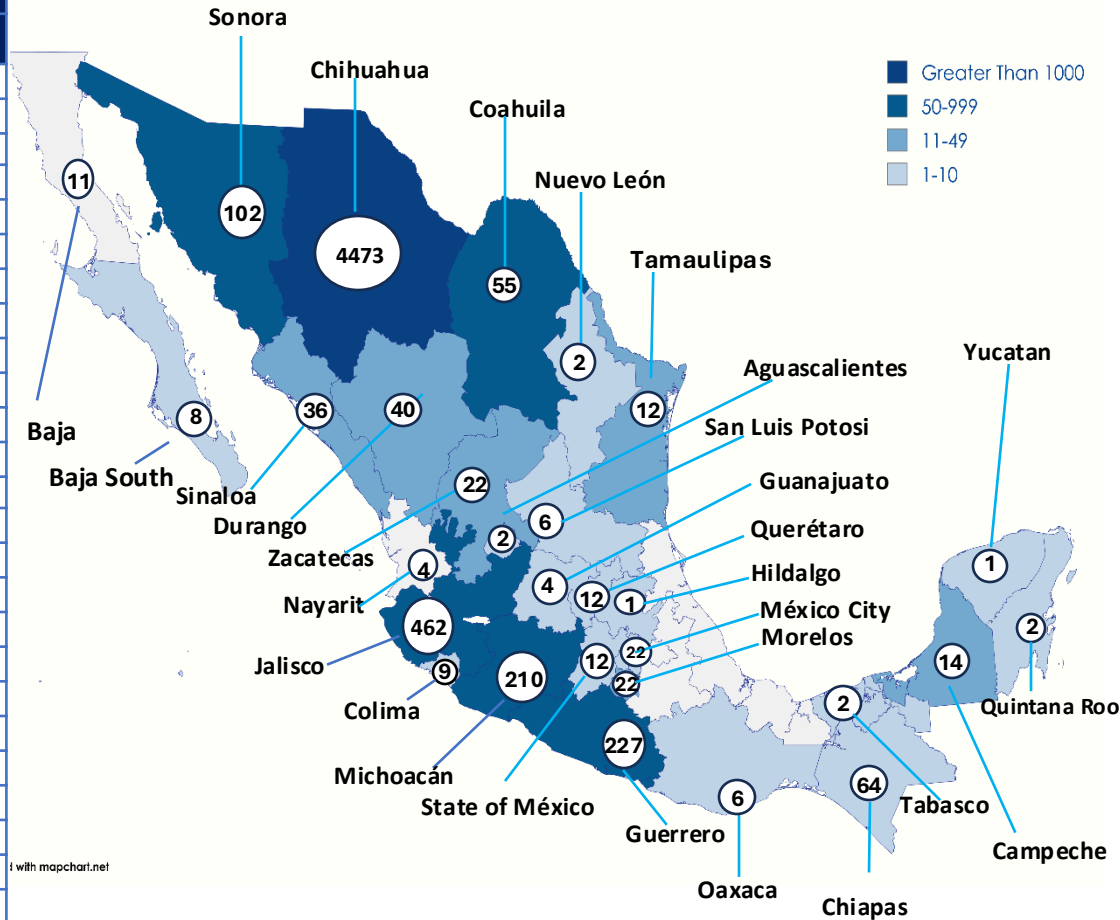 Sonora
Chihuahua
Coahuila
Nuevo León
Tamaulipas
Greater Than 1000
50-999
11-49
1-10
11
102
4473
55
2
12
8
36
40
Yucatan
Aguascalientes
San Luis Potosi
Guanajuato
Querétaro
Hildalgo
México City
Morelos
Baja
Baja South
Sinaloa
Durango
Zacatecas
Nayarit
22
6
2
4
4
12
1
1
462
22
2
Jalisco
9
210
12
22
14
Colima
2
Quintana Roo
227
Michoacán
State of México
6
64
Tabasco
Guerrero
Campeche
with mapchart.net
Oaxaca
Chiapas